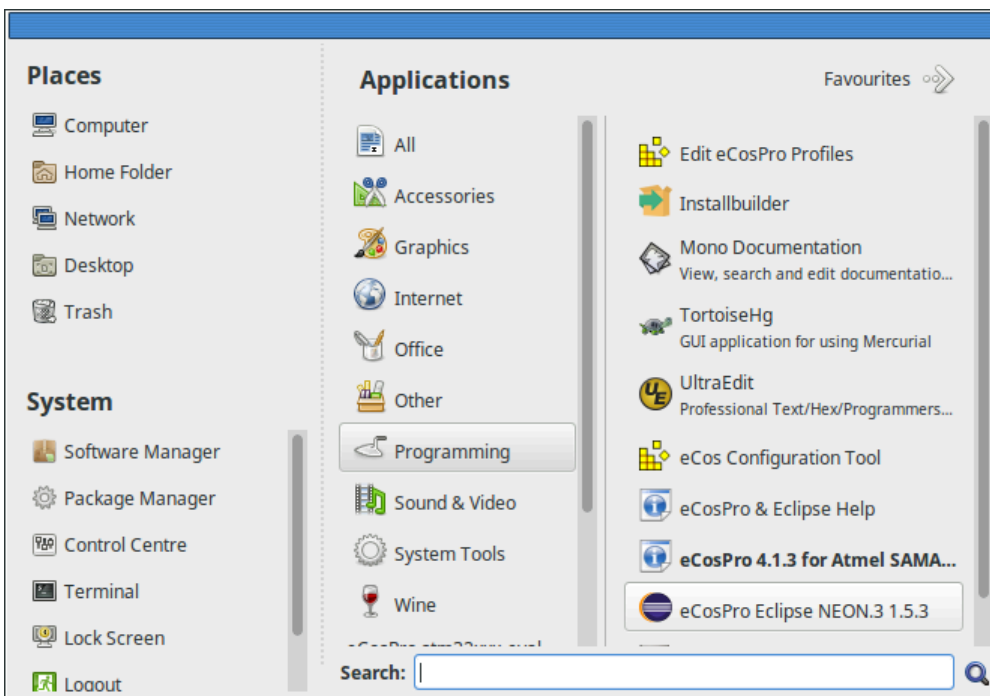 Places
Computer
Home Folder
Network
Desktop
Trash
System
Software Manager
Package Manager
Control Centre
Terminal
Lock Screen
Logout
Applications
All
Accessories
Graphics
Internet
Office
Other
Programming
Sound & Video
System Tools
Wine
Favourites
Edit eCosPro Profiles
Installbuilder
Mono Documentation
View, search and edit documentatio...
TortoiseHg
GUI application for using Mercurial
UltraEdit
Professional Text/Hex/Programmers...
eCos Configuration Tool
eCosPro & Eclipse Help
eCosPro 4.1.3 for Atmel SAMA...
eCosPro Eclipse NEON.3 1.5.3
Search: